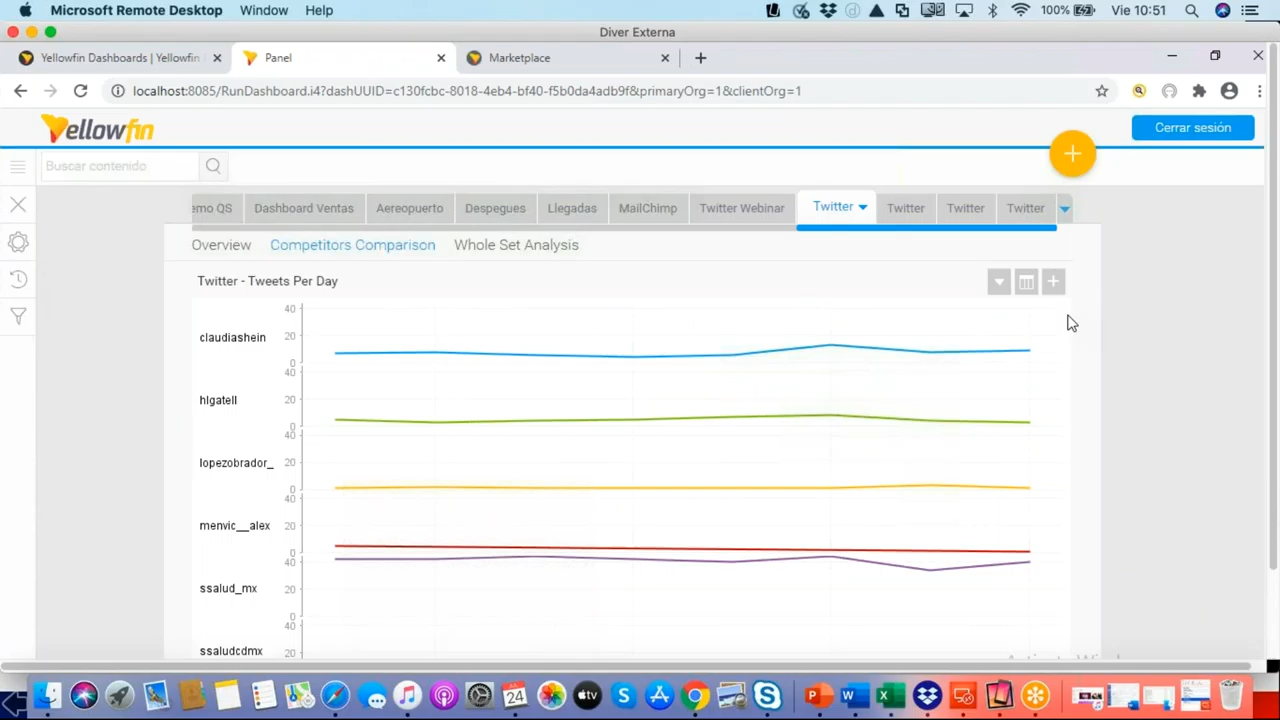 Microsoft Remote Desktop Window Help 100% Vie 10:51
Diver Externa
Yellowfin Dashboards | Yellowfin Panel Marketplace
localhost:8085/RunDashboard.i4?dashUUID=c130fcbc-8018-4eb4-bf40-f5b0da4adb9f&primaryOrg=1&clientOrg=1
Yellowfin Cerrar sesión
Buscar contenido
emo QS Dashboard Ventas Aereopuerto Despegues Llegadas MailChimp Twitter Webinar Twitter Twitter Twitter Twitter
Overview Competitors Comparison Whole Set Analysis
Twitter - Tweets Per Day
40
claudiashein 20
0
40
hlgatell 20
0
40
lopezobrador_ 20
0
40
menvic__alex 20
0
40
ssalud_mx 20
0
40
ssaludcdmx 20
24